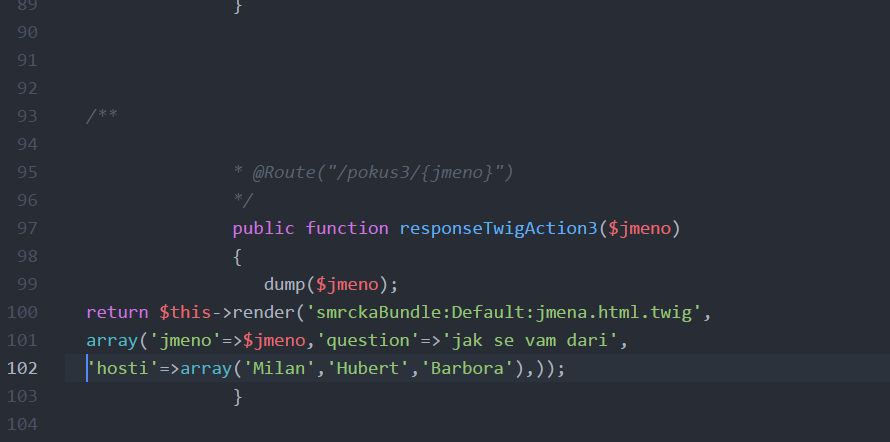 89 }
90
91
92
93 /**
94
95 * @Route("/pokus3/{jmeno}")
96 */
97 public function responseTwigAction3($jmeno)
98 {
99 dump($jmeno);
100 return $this->render('smrckaBundle:Default:jmena.html.twig',
101 array('jmeno'=>$jmeno,'question'=>'jak se vam dari',
102 'hosti'=>array('Milan','Hubert','Barbora'),));
103 }
104